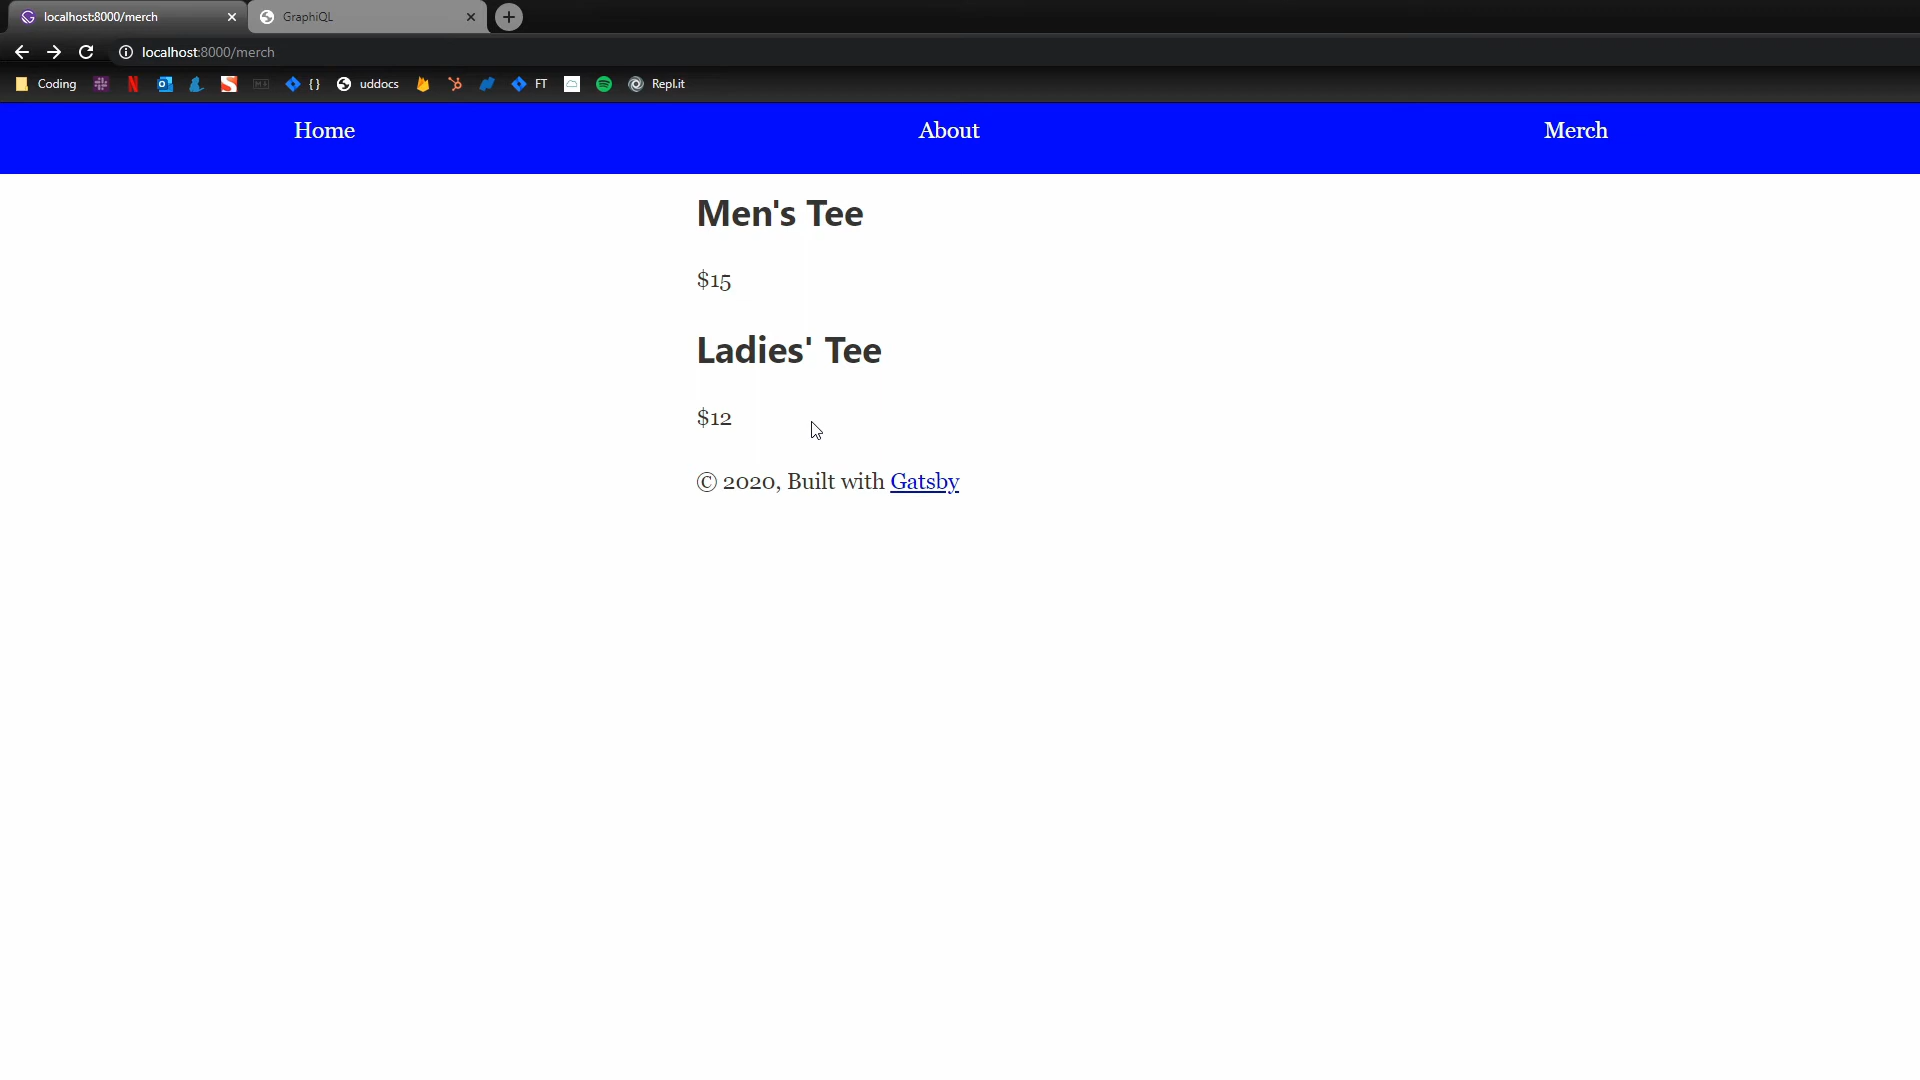 localhost:8000/merch
GraphiQL
localhost:8000/merch
Coding { } uddocs FT Repl.it
Home About Merch
Men's Tee
$15
Ladies' Tee
$12
© 2020, Built with Gatsby